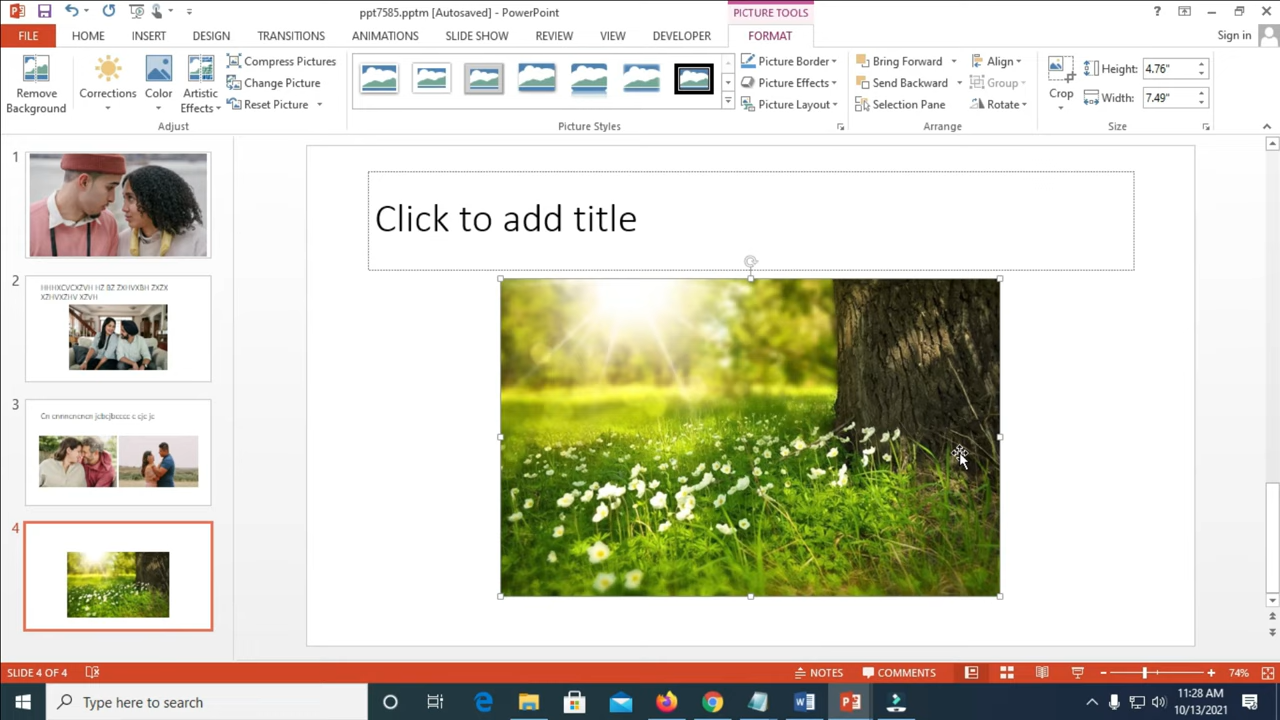 ppt7585.pptm [Autosaved] - PowerPoint
PICTURE TOOLS
?
FILE
HOME
INSERT
DESIGN
TRANSITIONS
ANIMATIONS
SLIDE SHOW
REVIEW
VIEW
DEVELOPER
FORMAT
Sign in
Remove Background
Corrections
Color
Artistic Effects
Compress Pictures
Change Picture
Reset Picture
Adjust
Picture Styles
Picture Border
Picture Effects
Picture Layout
Bring Forward
Send Backward
Selection Pane
Align
Group
Rotate
Arrange
Crop
Height: 4.76"
Width: 7.49"
Size
1
2
3
4
Click to add title
SLIDE 4 OF 4
NOTES
COMMENTS
74%
Type here to search
11:28 AM
10/13/2021